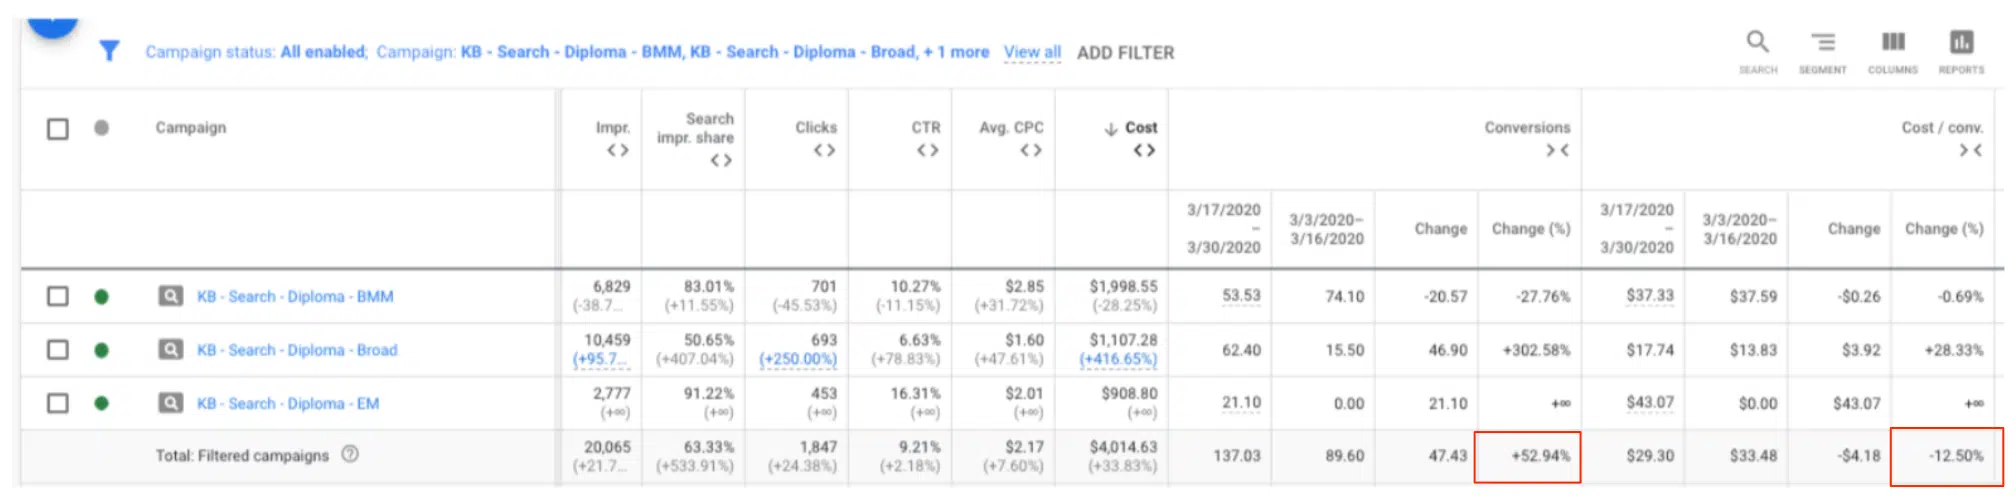 Campaign status: All enabled; Campaign: KB - Search - Diploma - BMM, KB - Search - Diploma - Broad, + 1 more View all ADD FILTER
SEARCH SEGMENT COLUMNS REPORTS
Campaign Impr. Search impr. share Clicks CTR Avg. CPC Cost Conversions Cost / conv.
3/17/2020 – 3/30/2020 3/3/2020– 3/16/2020 Change Change (%) 3/17/2020 – 3/30/2020 3/3/2020– 3/16/2020 Change Change (%)
KB - Search - Diploma - BMM 6,829 83.01% 701 10.27% $2.85 $1,998.55 53.53 74.10 -20.57 -27.76% $37.33 $37.59 -$0.26 -0.69%
(-38.7... (+11.55%) (-45.53%) (-11.15%) (+31.72%) (-28.25%)
KB - Search - Diploma - Broad 10,459 50.65% 693 6.63% $1.60 $1,107.28 62.40 15.50 46.90 +302.58% $17.74 $13.83 $3.92 +28.33%
(+95.7... (+407.04%) (+250.00%) (+78.83%) (+47.61%) (+416.65%)
KB - Search - Diploma - EM 2,777 91.22% 453 16.31% $2.01 $908.80 21.10 0.00 21.10 +∞ $43.07 $0.00 $43.07 +∞
(+∞) (+∞) (+∞) (+∞) (+∞) (+∞)
Total: Filtered campaigns 20,065 63.33% 1,847 9.21% $2.17 $4,014.63 137.03 89.60 47.43 +52.94% $29.30 $33.48 -$4.18 -12.50%
(+21.7... (+533.91%) (+24.38%) (+2.18%) (+7.60%) (+33.83%)